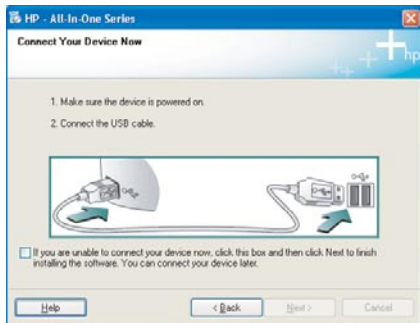 HP - All-In-One Series
Connect Your Device Now
hp
1. Make sure the device is powered on.
2. Connect the USB cable.
If you are unable to connect your device now, click this box and then click Next to finish
installing the software. You can connect your device later.
Help
< Back
Next >
Cancel